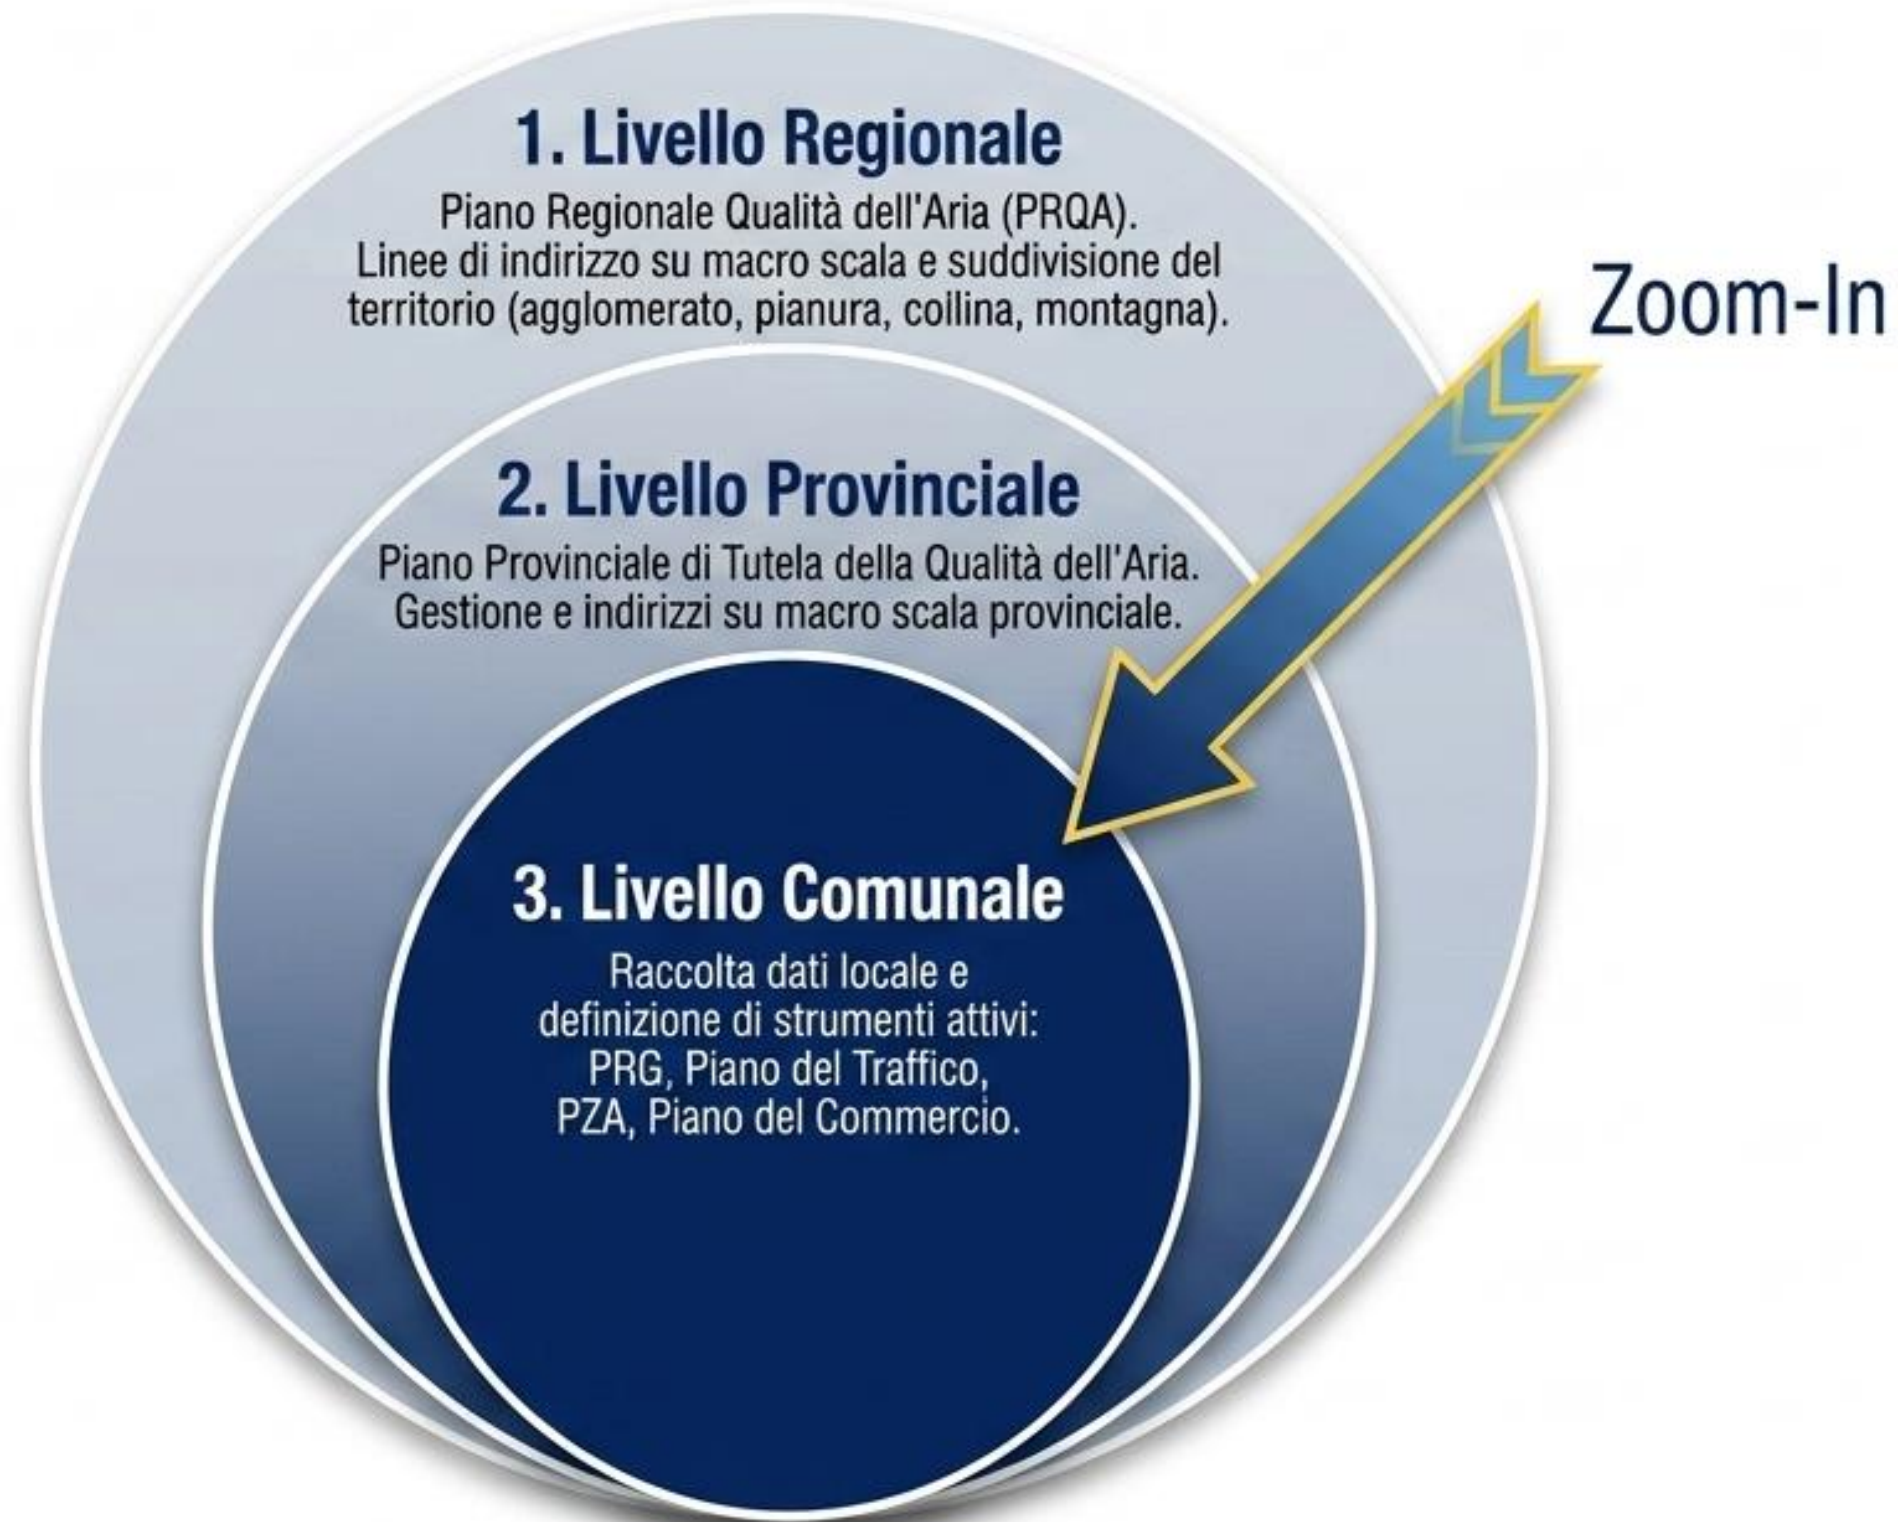 1. Livello Regionale
Piano Regionale Qualità dell'Aria (PRQA).
Linee di indirizzo su macro scala e suddivisione del
territorio (agglomerato, pianura, collina, montagna).
Zoom-In
2. Livello Provinciale
Piano Provinciale di Tutela della Qualità dell'Aria.
Gestione e indirizzi su macro scala provinciale.
3. Livello Comunale
Raccolta dati locale e
definizione di strumenti attivi:
PRG, Piano del Traffico,
PZA, Piano del Commercio.